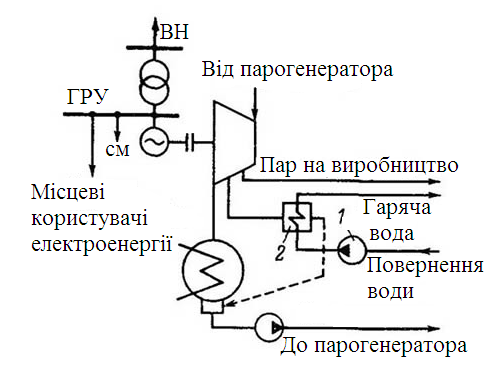 ВН
Від парогенератора
ГРУ
см
Пар на виробництво
Місцеві
користувачі
електроенергії
Гаряча
вода
1
2
Повернення
води
До парогенератора